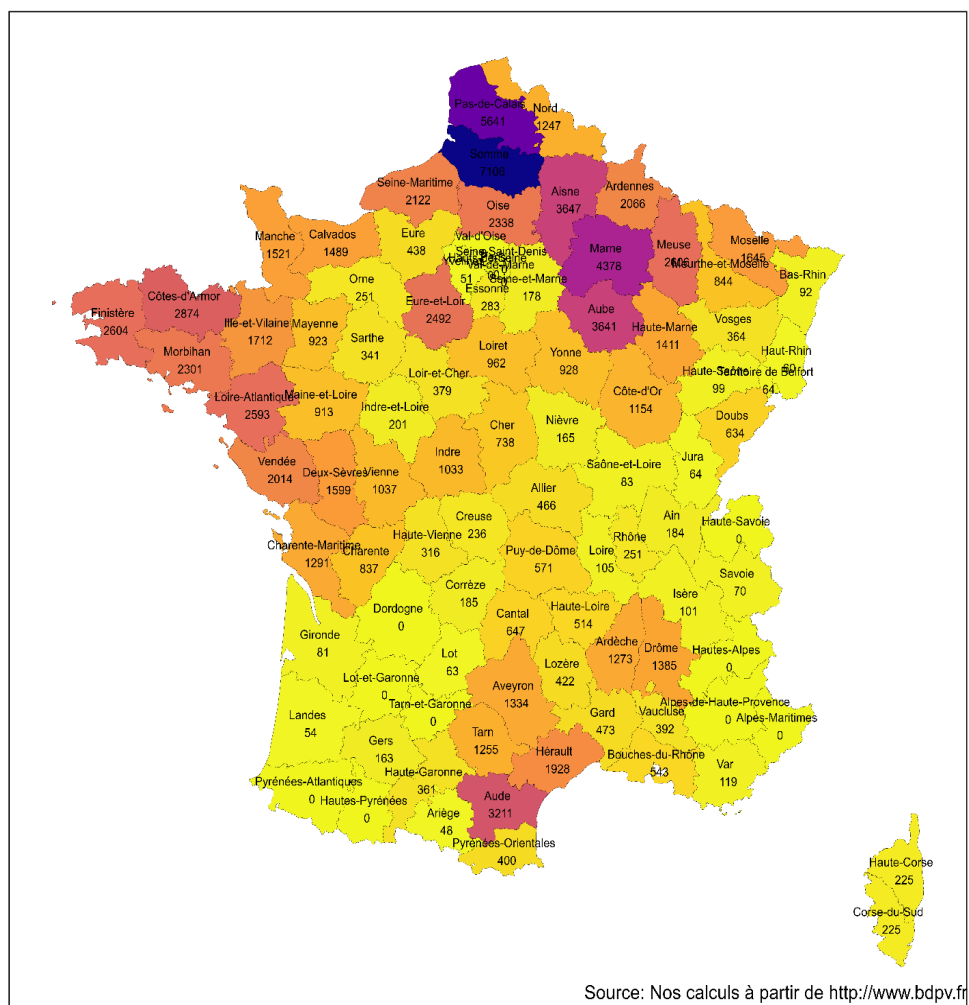 Pas-de-Calais
5641
Nord
1247
Somme
Seine-Maritime
2122
Oise
2338
Aisne
3647
Ardennes
2066
Manche
1521
Calvados
1489
Eure
438
Val-d'Oise
Seine-Saint-Denis
Val-de-Marne
51
Seine-et-Marne
178
Essonne
283
Marne
4378
Meuse
Moselle
1645
Meurthe-et-Moselle
844
Bas-Rhin
92
Orne
251
Eure-et-Loir
2492
Aube
3641
Haute-Marne
1411
Vosges
364
Haut-Rhin
Finistère
2604
Côtes-d'Armor
2874
Morbihan
2301
Ille-et-Vilaine
1712
Mayenne
923
Sarthe
341
Loiret
962
Yonne
928
Haute-Saône
99
Territoire de Belfort
64
Loir-et-Cher
379
Côte-d'Or
1154
Doubs
634
Loire-Atlantique
2593
Maine-et-Loire
913
Indre-et-Loire
201
Cher
738
Nièvre
165
Indre
1033
Saône-et-Loire
83
Jura
64
Vendée
2014
Deux-Sèvres
1599
Vienne
1037
Allier
466
Creuse
236
Haute-Vienne
316
Charente-Maritime
1291
Charente
837
Puy-de-Dôme
571
Loire
105
Rhône
251
Ain
184
Haute-Savoie
0
Savoie
70
Isère
101
Corrèze
185
Dordogne
0
Cantal
647
Haute-Loire
514
Gironde
81
Lot
63
Ardèche
1273
Drôme
1385
Hautes-Alpes
0
Lozère
422
Aveyron
1334
Lot-et-Garonne
0
Tarn-et-Garonne
0
Landes
54
Gard
473
Vaucluse
392
Alpes-de-Haute-Provence
0
Alpes-Maritimes
0
Gers
163
Tarn
1255
Hérault
1928
Bouches-du-Rhône
543
Var
119
Haute-Garonne
361
Pyrénées-Atlantiques
0
Hautes-Pyrénées
0
Ariège
48
Aude
3211
Pyrénées-Orientales
400
Haute-Corse
225
Corse-du-Sud
225
Source: Nos calculs à partir de http://www.bdpv.fr